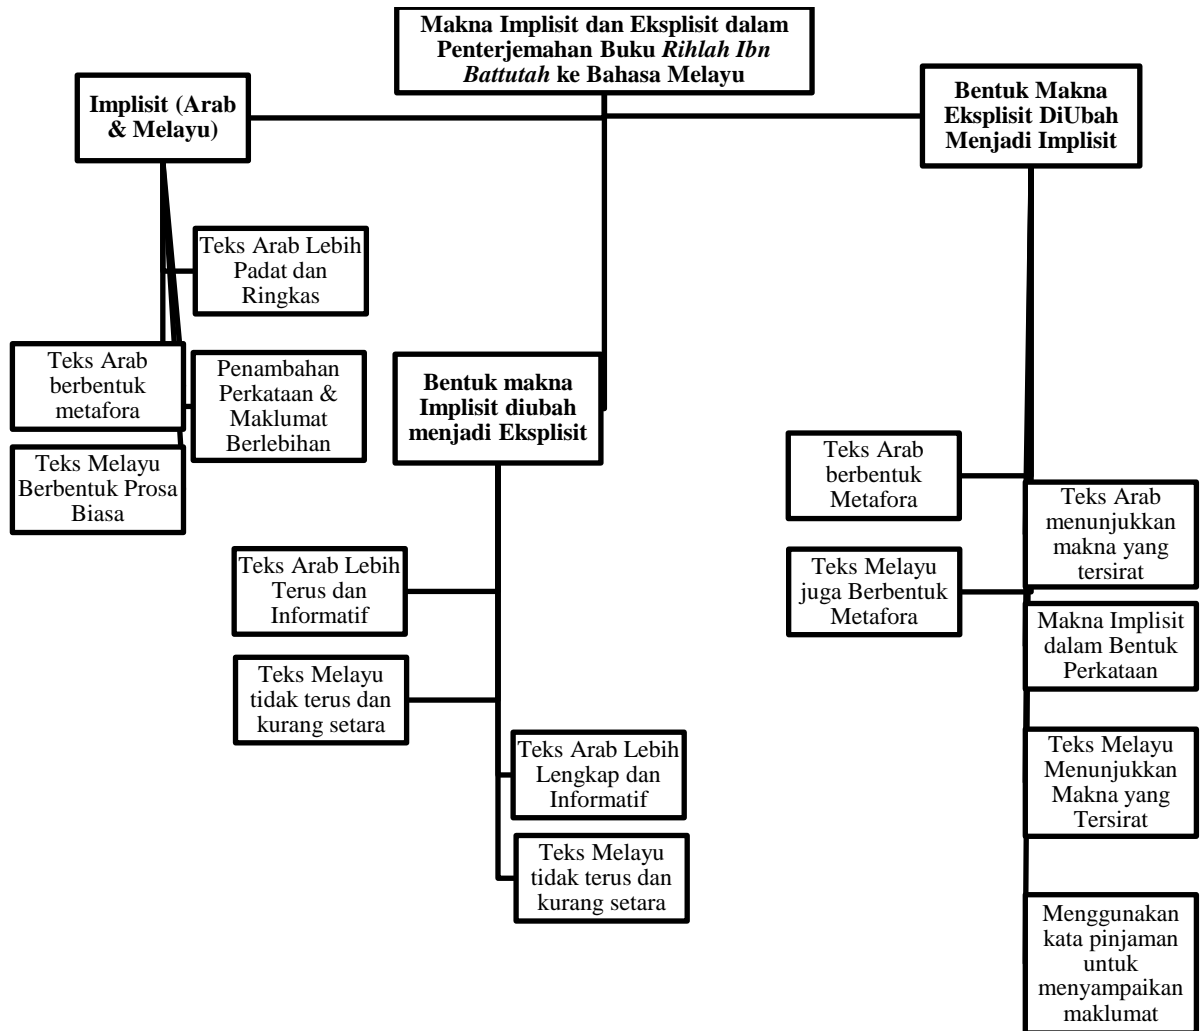 Makna Implisit dan Eksplisit dalam
Penterjemahan Buku Rihlah Ibn
Battutah ke Bahasa Melayu
Implisit (Arab
& Melayu)
Teks Arab Lebih
Padat dan
Ringkas
Teks Arab
berbentuk
metafora
Penambahan
Perkataan &
Maklumat
Berlebihan
Teks Melayu
Berbentuk Prosa
Biasa
Bentuk makna
Implisit diubah
menjadi Eksplisit
Teks Arab Lebih
Terus dan
Informatif
Teks Melayu
tidak terus dan
kurang setara
Teks Arab Lebih
Lengkap dan
Informatif
Teks Melayu
tidak terus dan
kurang setara
Bentuk Makna
Eksplisit DiUbah
Menjadi Implisit
Teks Arab
berbentuk
Metafora
Teks Arab
menunjukkan
makna yang
tersirat
Teks Melayu
juga Berbentuk
Metafora
Makna Implisit
dalam Bentuk
Perkataan
Teks Melayu
Menunjukkan
Makna yang
Tersirat
Menggunakan
kata pinjaman
untuk
menyampaikan
maklumat